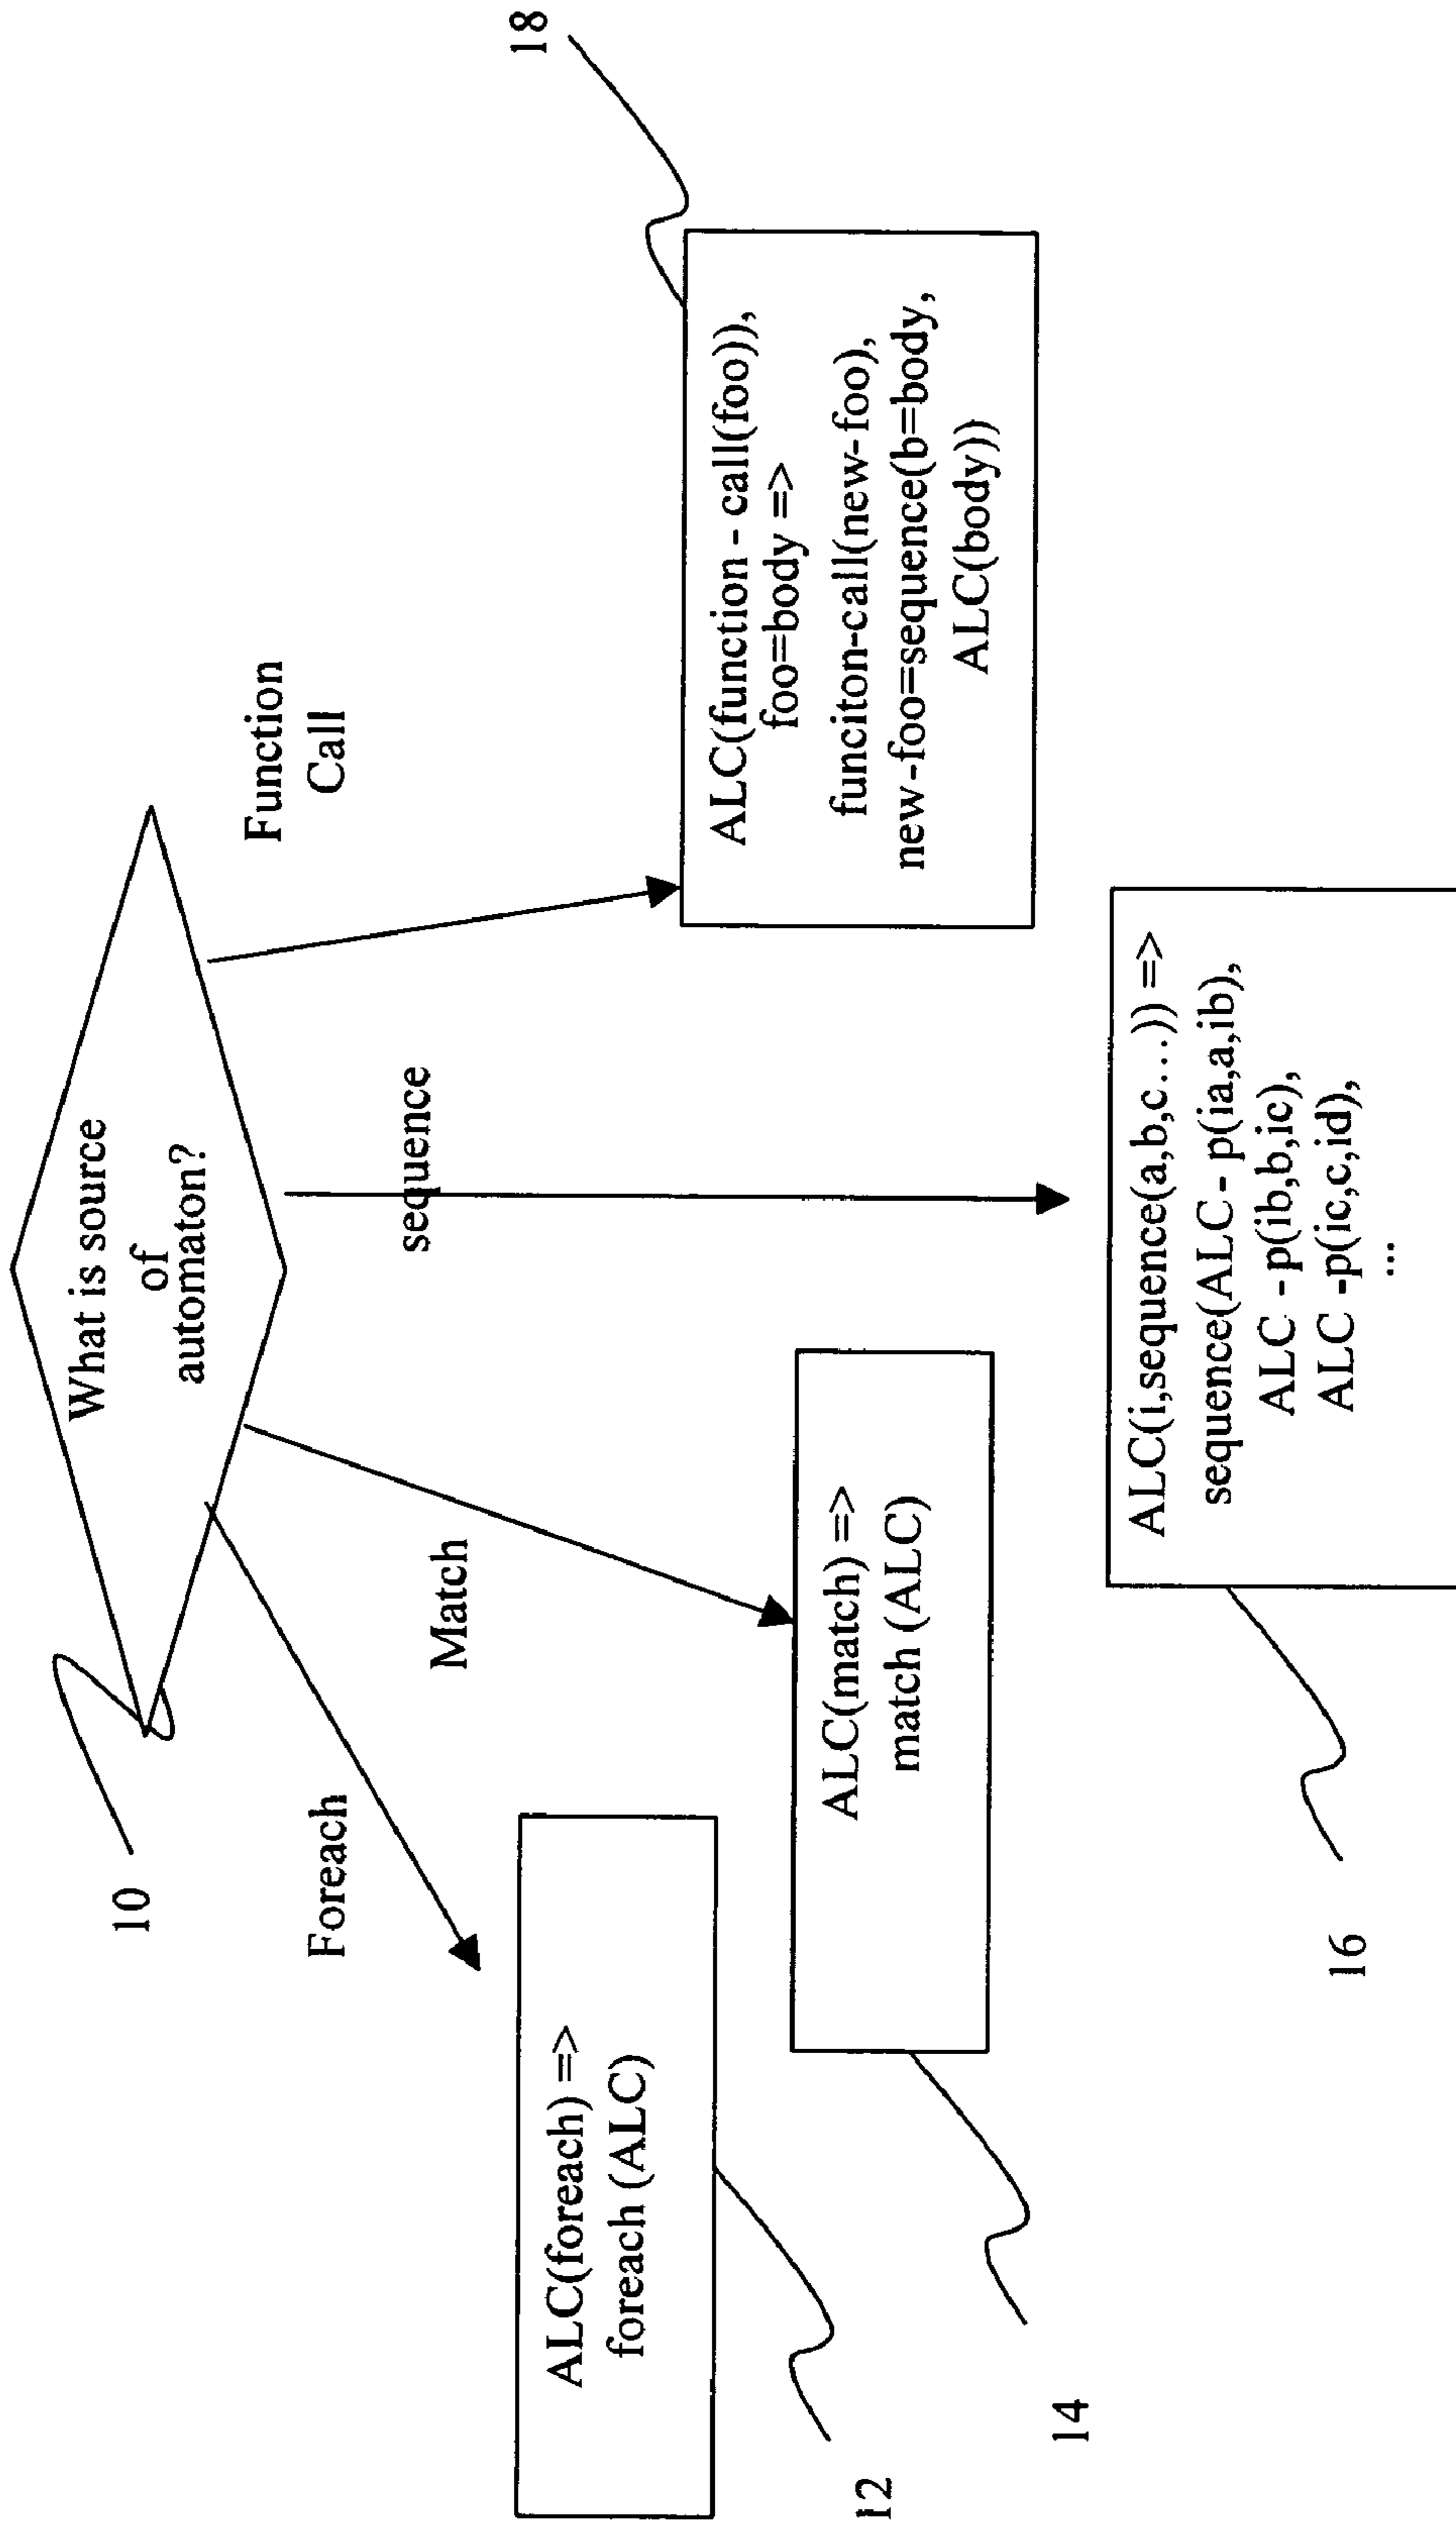 What is source
of
automaton?
10
Foreach
Match
sequence
Function
Call
ALC(foreach) =>
foreach (ALC)
12
ALC(match) =>
match (ALC)
14
ALC(i,sequence(a,b,c...)) =>
sequence(ALC - p(ia,a,ib),
ALC - p(ib,b,ic),
ALC -p(ic,c,id),
...
16
ALC(function - call(foo)),
foo=body =>
funciton-call(new-foo),
new-foo=sequence(b=body,
ALC(body))
18